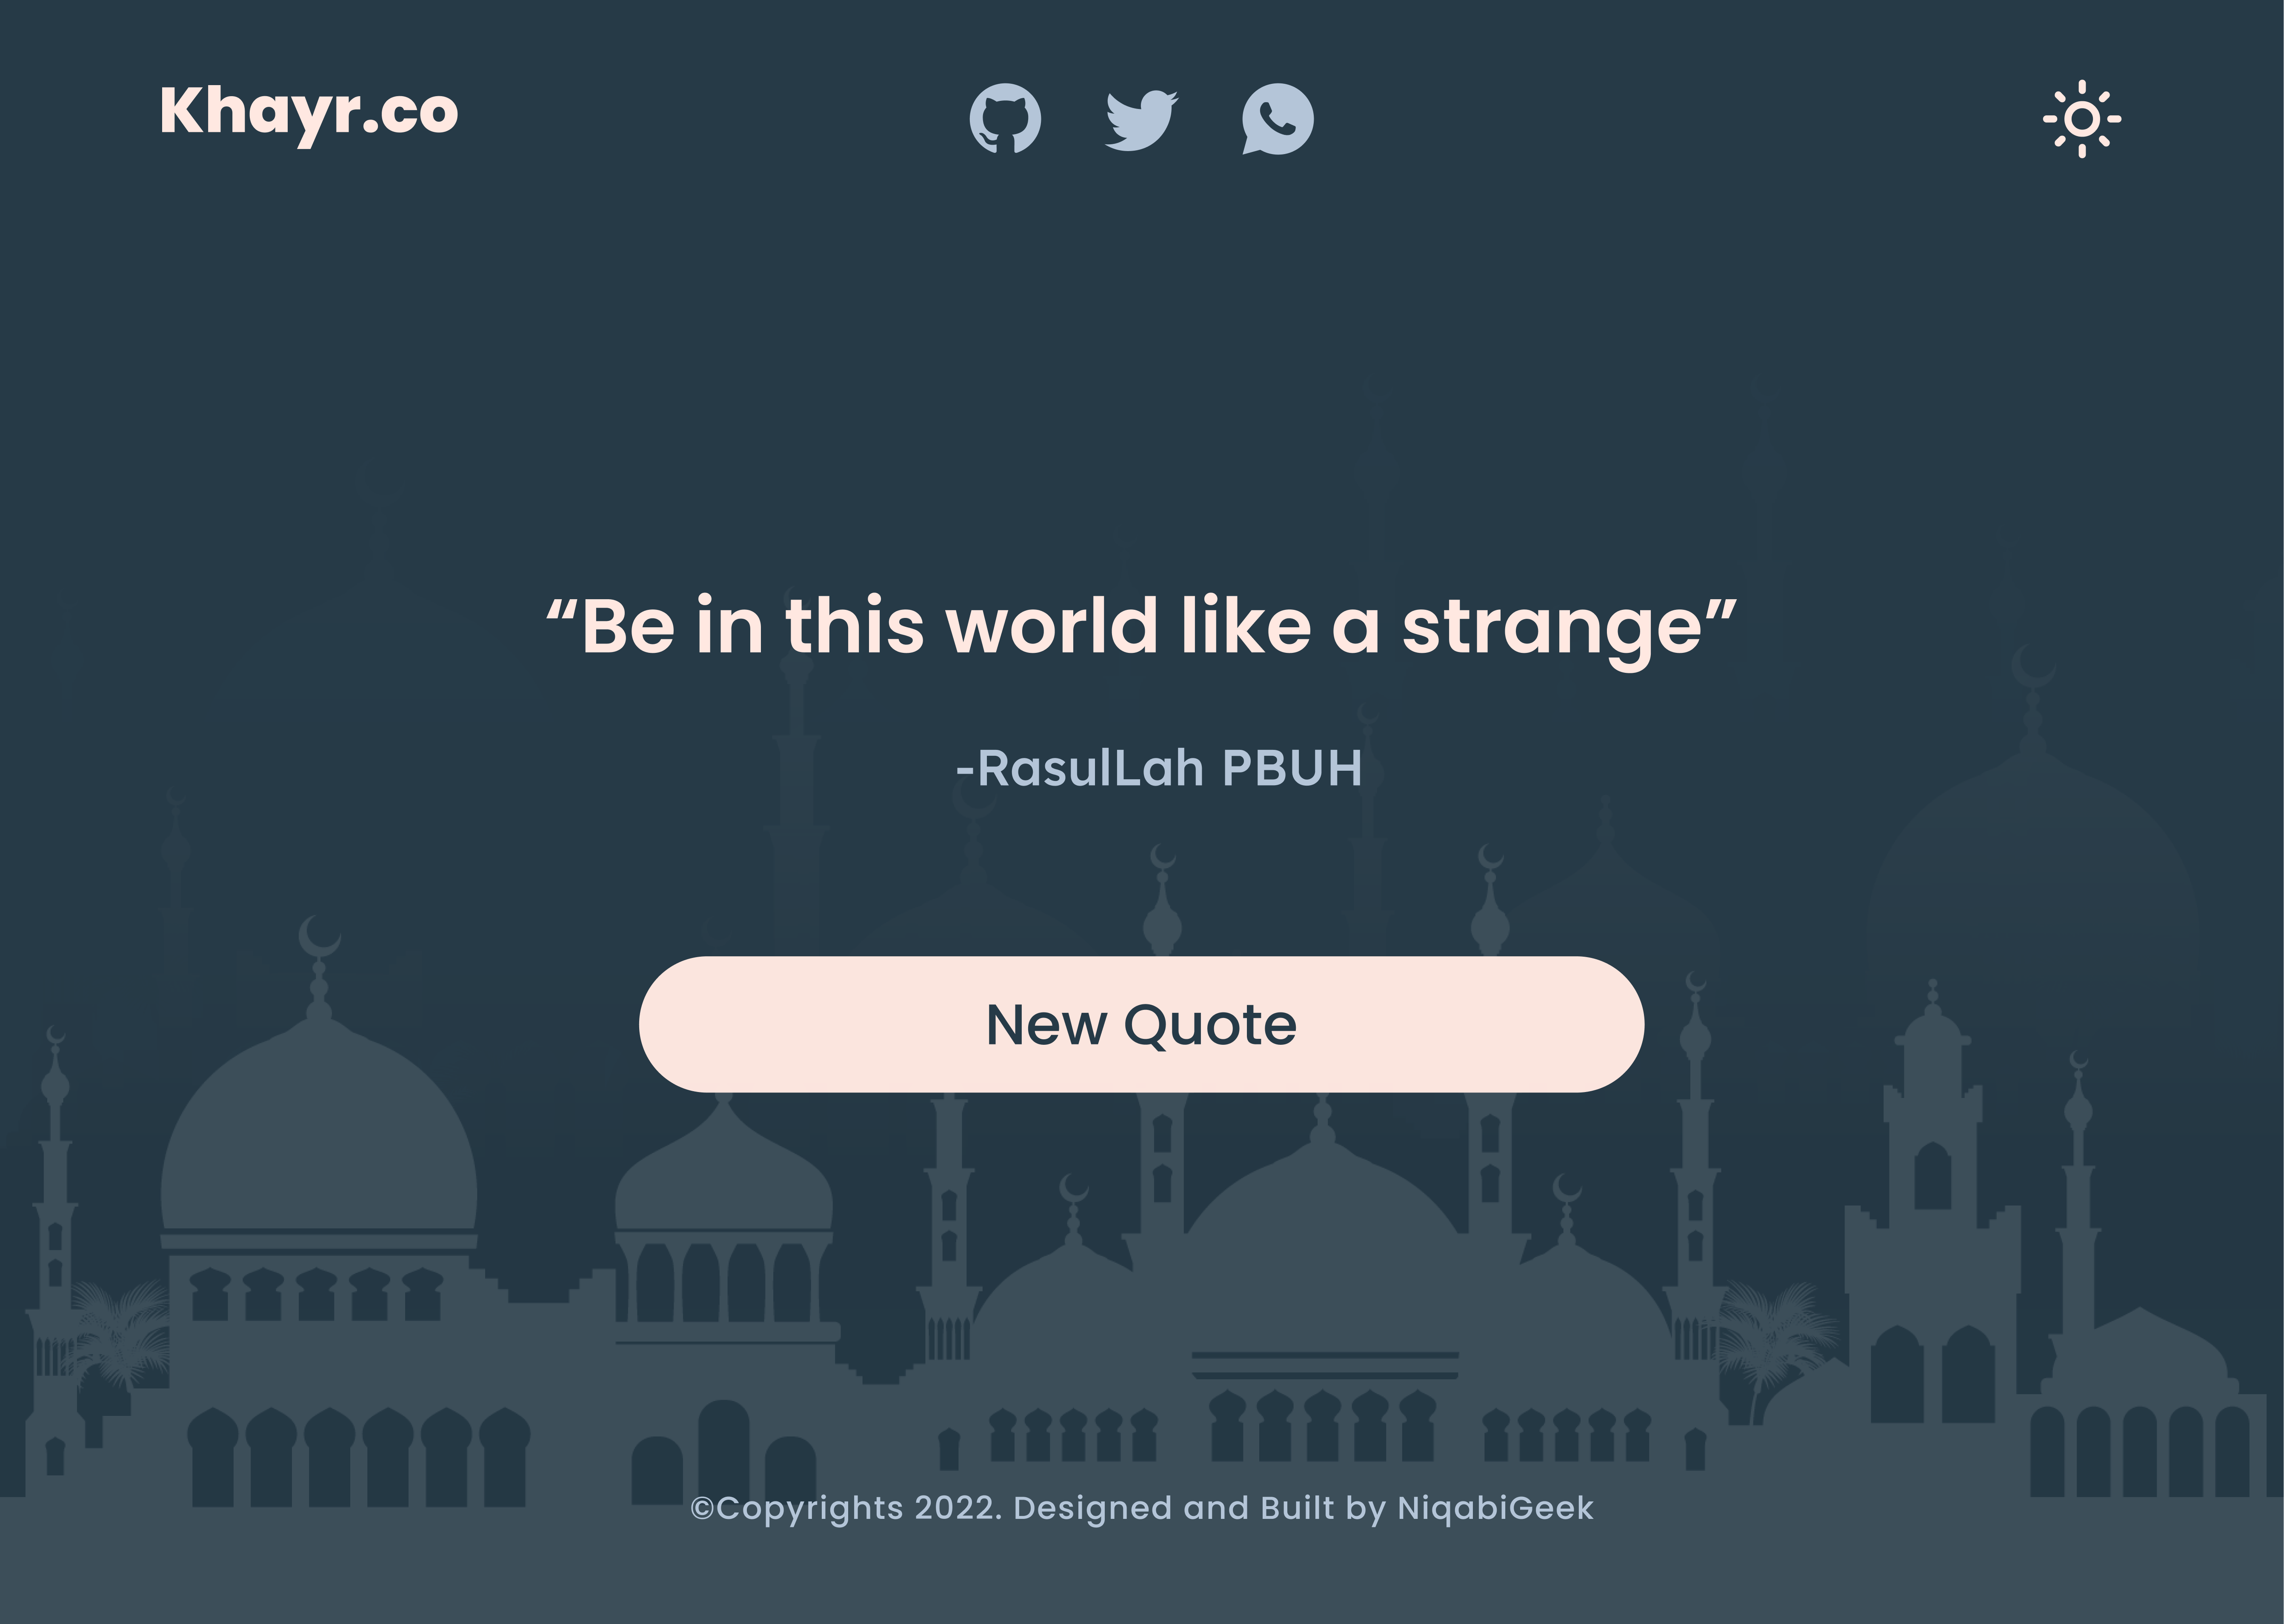 Khayr.co
“Be in this world like a strange”
-RasulLah PBUH
New Quote
©Copyrights 2022. Designed and Built by NiqabiGeek